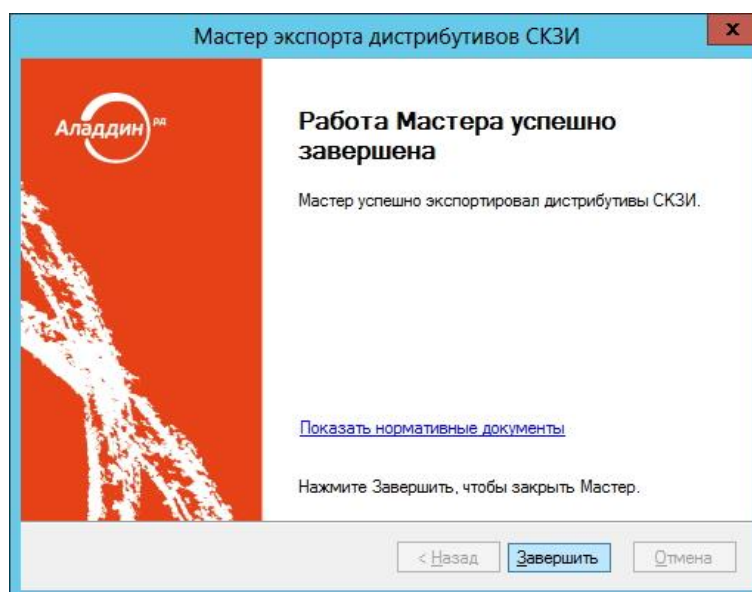 Мастер экспорта дистрибутивов СКЗИ
x
Аладдин РД
Работа Мастера успешно
завершена
Мастер успешно экспортировал дистрибутивы СКЗИ.
Показать нормативные документы
Нажмите Завершить, чтобы закрыть Мастер.
< Назад Завершить Отмена